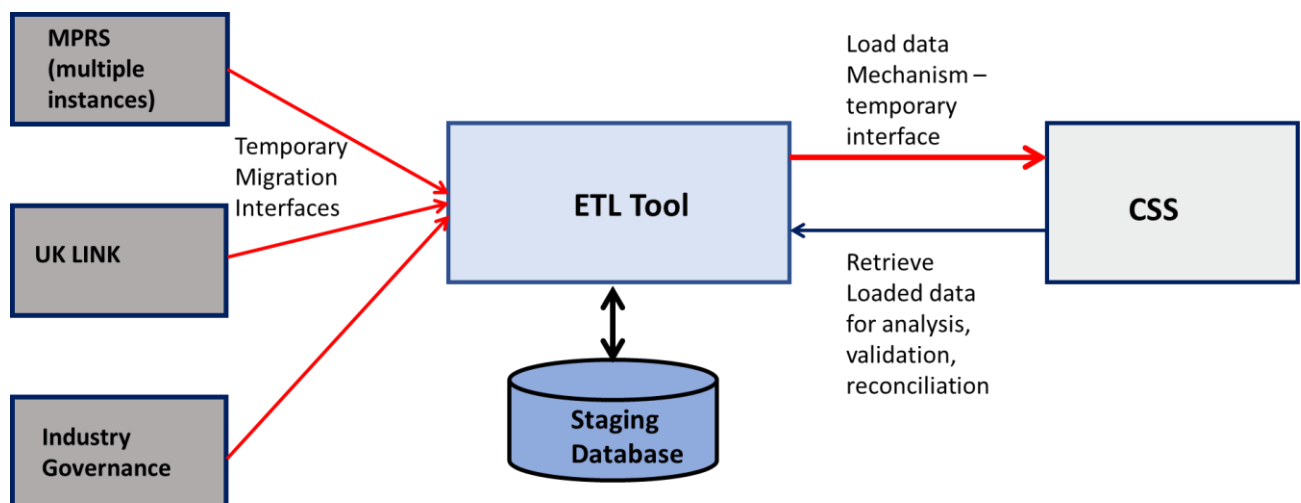 MPRS
(multiple
instances)
UK LINK
Industry
Governance
Temporary
Migration
Interfaces
ETL Tool
Staging
Database
Load data
Mechanism –
temporary
interface
Retrieve
Loaded data
for analysis,
validation,
reconciliation
CSS